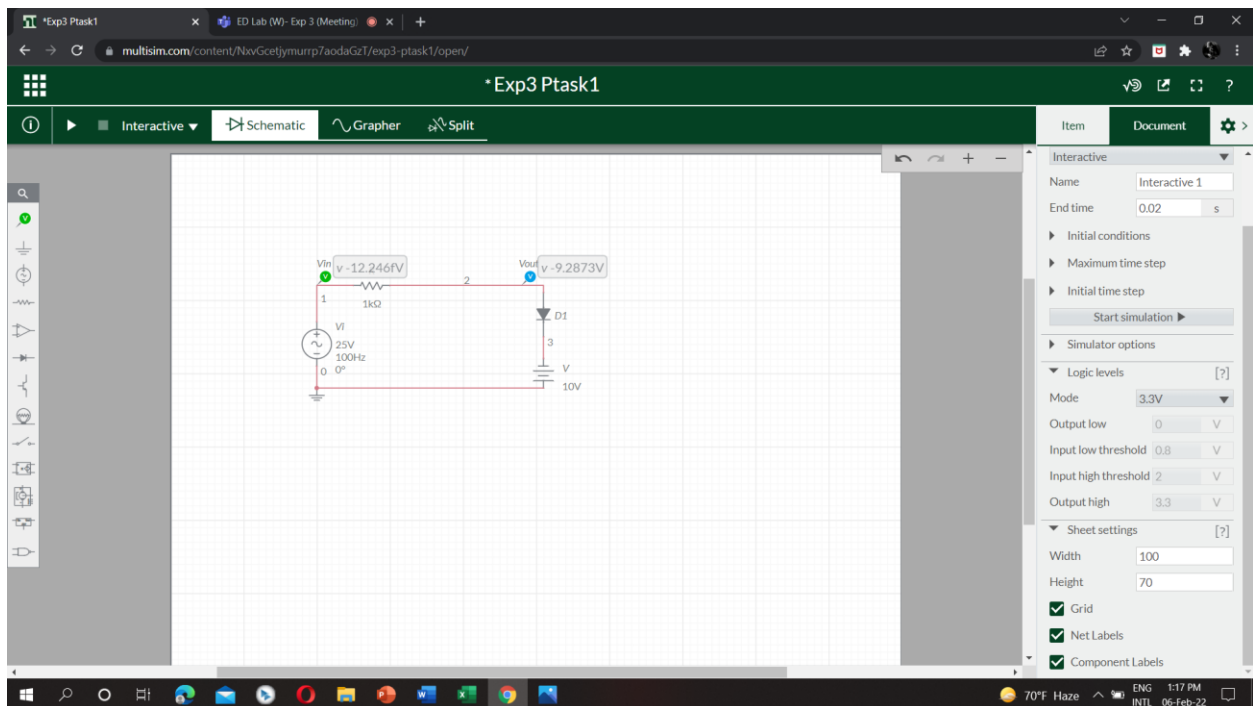 *Exp3 Ptask1
ED Lab (W)- Exp 3 (Meeting)
multisim.com/content/NxvGcetjymurrp7aodaGzT/exp3-ptask1/open/
*Exp3 Ptask1
?
Interactive
Schematic
Grapher
Split
Item
Document
Interactive
Name
Interactive 1
End time
0.02
s
Initial conditions
Maximum time step
Initial time step
Start simulation
Simulator options
Logic levels
[?]
Mode
3.3V
Output low
0
V
Input low threshold
0.8
V
Input high threshold
2
V
Output high
3.3
V
Sheet settings
[?]
Width
100
Height
70
Grid
Net Labels
Component Labels
Vin
v -12.246fV
1
1kΩ
2
Vout
v -9.2873V
D1
3
Vi
25V
100Hz
0 0°
V
10V
70°F Haze
ENG
INTL
1:17 PM
06-Feb-22